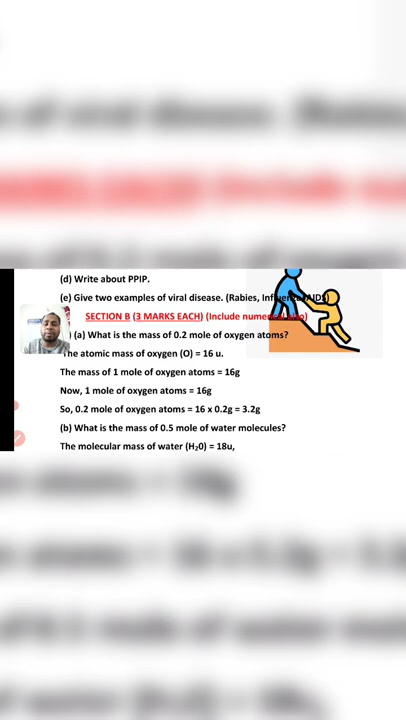 (d) Write about PPIP.
(e) Give two examples of viral disease. (Rabies, Influenza, AIDS)
SECTION B (3 MARKS EACH) (Include numerical also)
(a) What is the mass of 0.2 mole of oxygen atoms?
The atomic mass of oxygen (O) = 16 u.
The mass of 1 mole of oxygen atoms = 16g
Now, 1 mole of oxygen atoms = 16g
So, 0.2 mole of oxygen atoms = 16 x 0.2g = 3.2g
(b) What is the mass of 0.5 mole of water molecules?
The molecular mass of water (H₂0) = 18u,